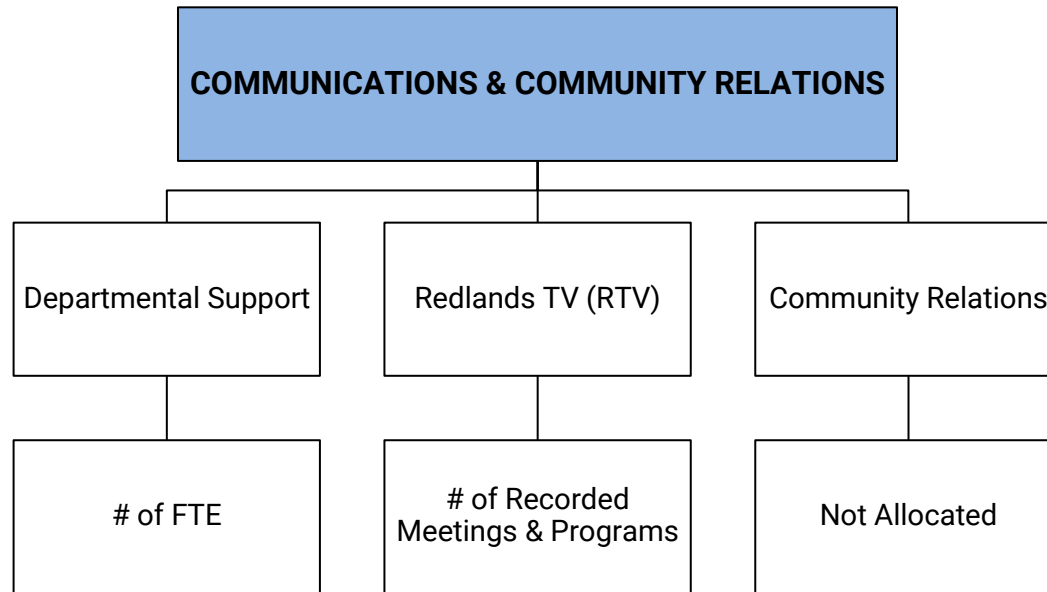 COMMUNICATIONS & COMMUNITY RELATIONS
Departmental Support
Redlands TV (RTV)
Community Relations
# of FTE
# of Recorded
Meetings & Programs
Not Allocated